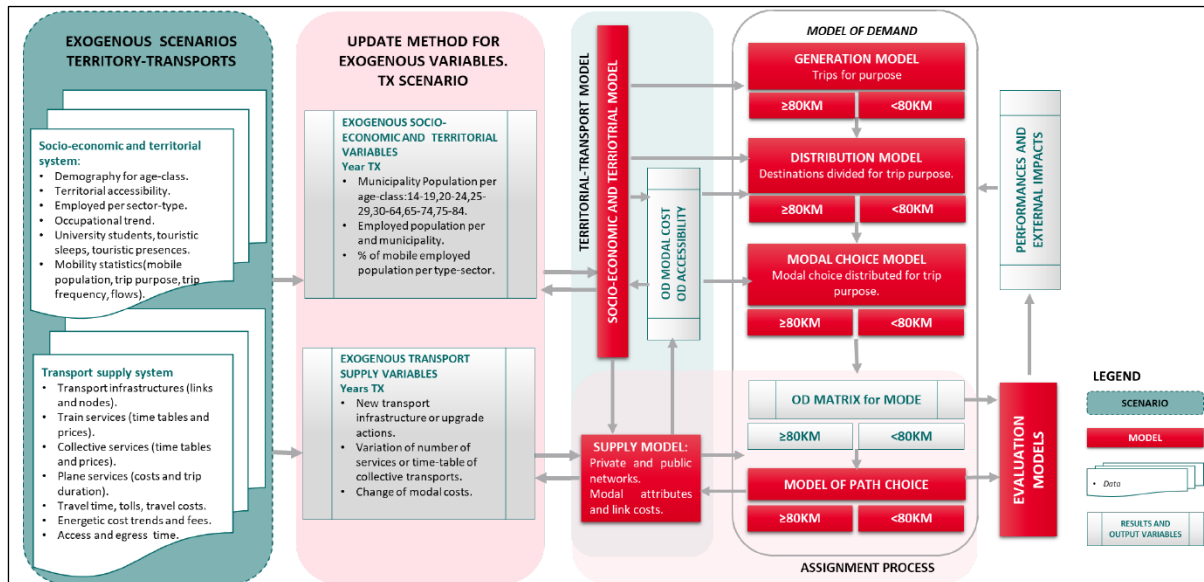 EXOGENOUS SCENARIOS
TERRITORY-TRANSPORTS
Socio-economic and territorial
system:
• Demography for age-class.
• Territorial accessibility.
• Employed per sector-type.
• Occupational trend.
• University students, touristic
sleeps, touristic presences.
• Mobility statistics(mobile
population, trip purpose, trip
frequency, flows).
Transport supply system
• Transport infrastructures (links
and nodes).
• Train services (time tables and
prices).
• Collective services (time tables
and prices).
• Plane services (costs and trip
duration).
• Travel time, tolls, travel costs.
• Energetic cost trends and fees.
• Access and egress time.
UPDATE METHOD FOR
EXOGENOUS VARIABLES.
TX SCENARIO
EXOGENOUS SOCIO-
ECONOMIC AND TERRITORIAL
VARIABLES
Year TX
• Municipality Population per
age-class:14-19,20-24,25-
29,30-64,65-74,75-84.
• Employed population per
and municipality.
• % of mobile employed
population per type-sector.
EXOGENOUS TRANSPORT
SUPPLY VARIABLES
Years TX
• New transport
infrastructure or upgrade
actions.
• Variation of number of
services or time-table of
collective transports.
• Change of modal costs.
TERRITORIAL-TRANSPORT MODEL
SOCIO-ECONOMIC AND TERRIOTRIAL MODEL
OD MODAL COST
OD ACCESSIBILITY
SUPPLY MODEL:
Private and public
networks.
Modal attributes
and link costs.
MODEL OF DEMAND
GENERATION MODEL
Trips for purpose
≥80KM <80KM
DISTRIBUTION MODEL
Destinations divided for trip purpose.
≥80KM <80KM
MODAL CHOICE MODEL
Modal choice distributed for trip
purpose.
≥80KM <80KM
OD MATRIX for MODE
≥80KM <80KM
MODEL OF PATH CHOICE
≥80KM <80KM
ASSIGNMENT PROCESS
PERFORMANCES AND
EXTERNAL IMPACTS
EVALUATION
MODELS
LEGEND
SCENARIO
MODEL
• Data
RESULTS AND
OUTPUT VARIABLES